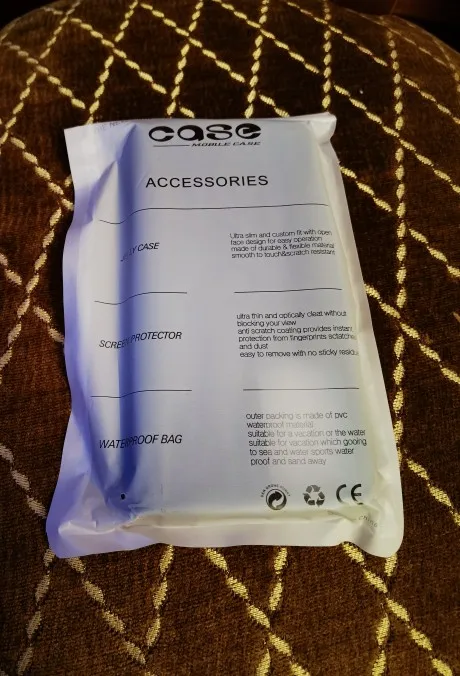 case
MOBILE CASE
ACCESSORIES
CASE
Ultra slim and custom fit with open
face design for easy operation
made of durable & flexible material
smooth to touch&scratch resistant
SCREEN PROTECTOR
ultra thin and optically cleat without
blocking your view
anti scratch coating provides instant
protection from fingerprints sctatches
and dust
easy to remove with no sticky residu
WATERPROOF BAG
outer packing is made of pvc
waterproof material
suitable for a vacation or the water
suitable for vacation which gooing
to sea and water sports water
proof and sand away
CE